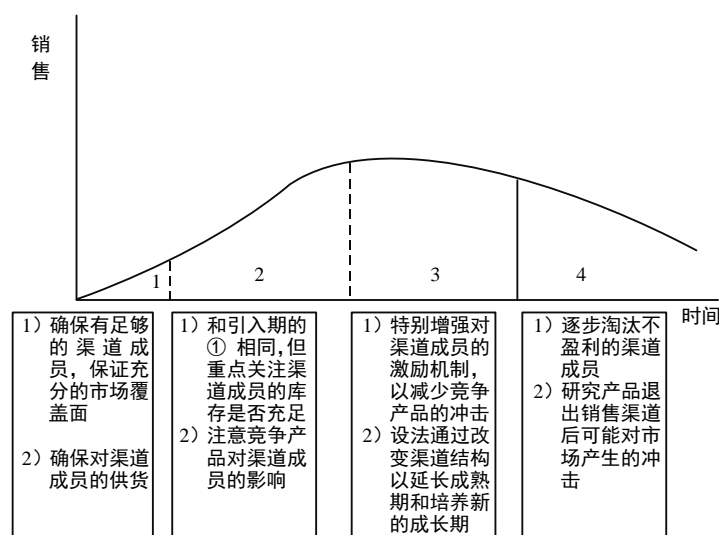 销
售
1
2
3
4
时间
1）确保有足够
的渠道成
员，保证充
分的市场覆
盖面
2）确保对渠道
成员的供货
1）和引入期的
① 相同，但
重点关注渠
道成员的库
存是否充足
2）注意竞争产
品对渠道成
员的影响
1）特别增强对
渠道成员的
激励机制，
以减少竞争
产品的冲击
2）设法通过改
变渠道结构
以延长成熟
期和培养新
的成长期
1）逐步淘汰不
盈利的渠道
成员
2）研究产品退
出销售渠道
后可能对市
场产生的冲
击